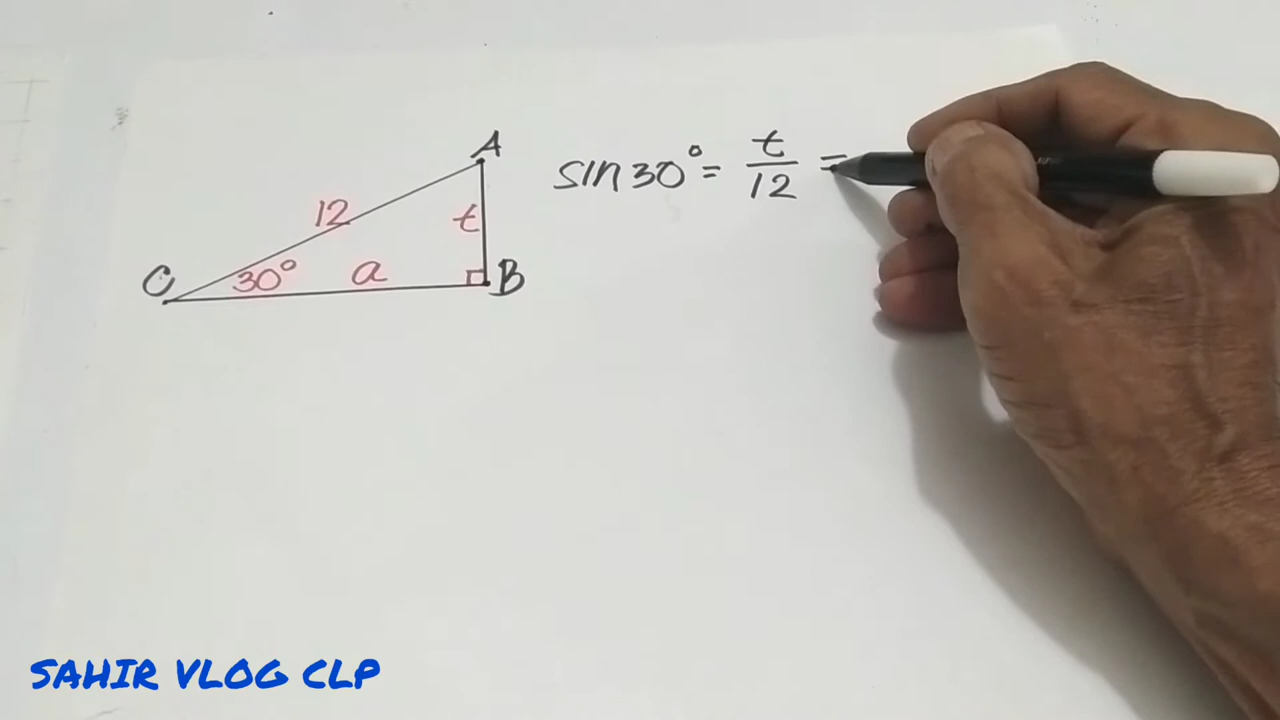 A
sin 30° = t/12 =
12
t
C
30°
a
B
SAHIR VLOG CLP